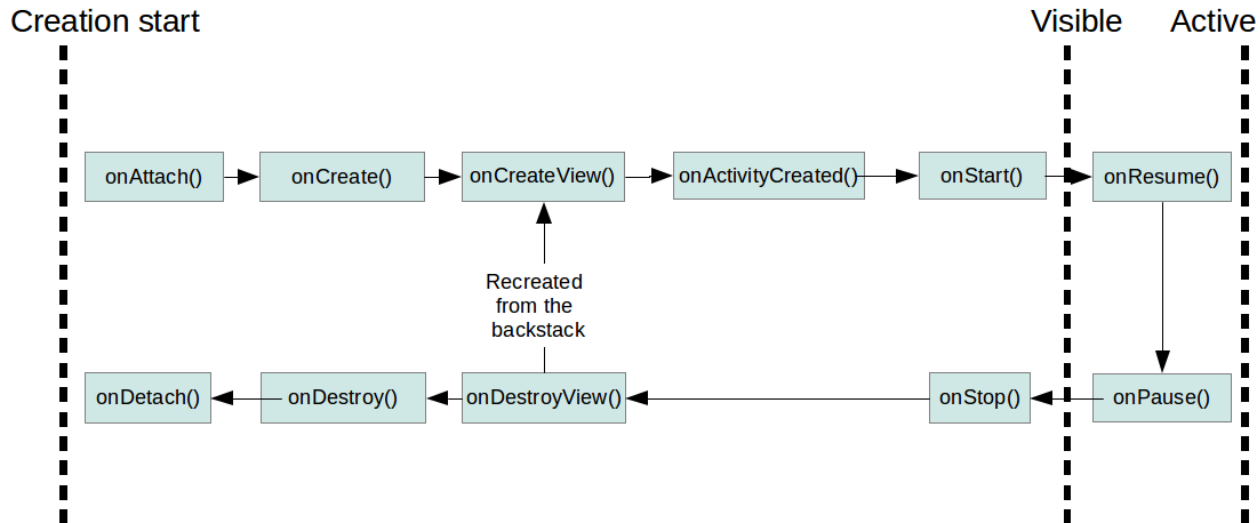 Creation start
Visible
Active
onAttach()
onCreate()
onCreateView()
onActivityCreated()
onStart()
onResume()
Recreated
from the
backstack
onDetach()
onDestroy()
onDestroyView()
onStop()
onPause()